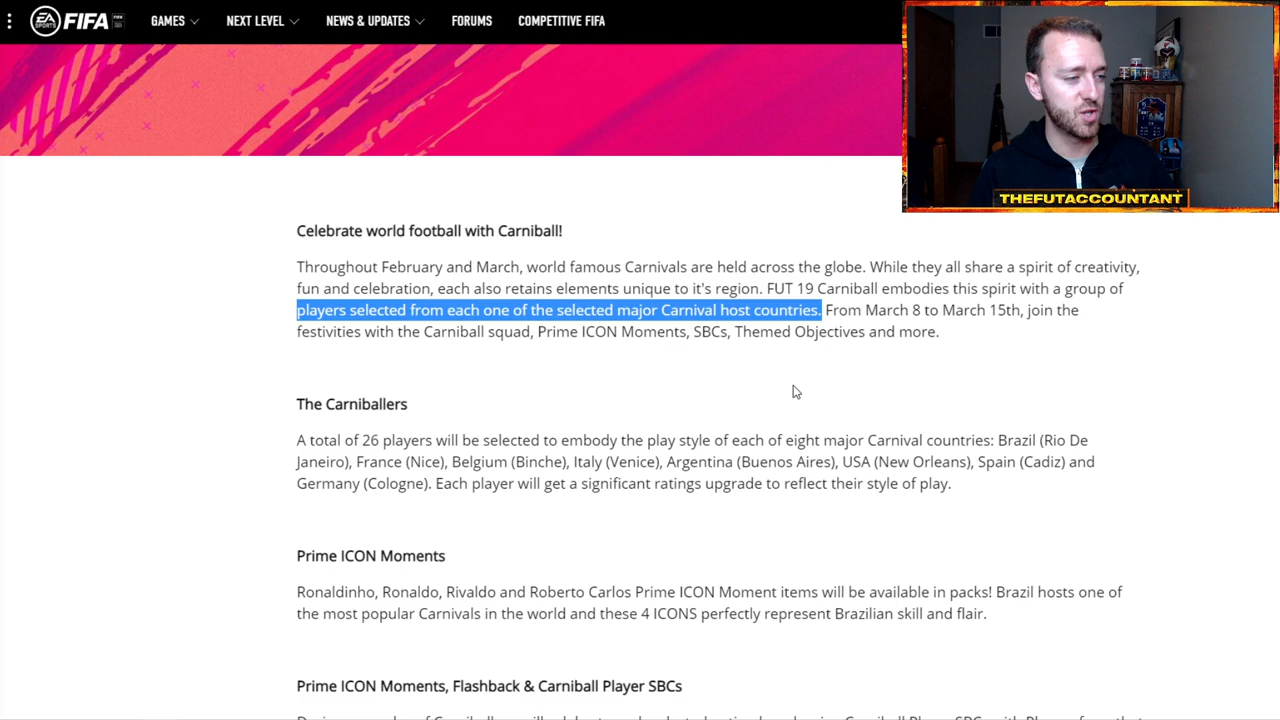 EA SPORTS FIFA GAMES NEXT LEVEL NEWS & UPDATES FORUMS COMPETITIVE FIFA
THEFUTACCOUNTANT
Celebrate world football with Carniball!
Throughout February and March, world famous Carnivals are held across the globe. While they all share a spirit of creativity,
fun and celebration, each also retains elements unique to it's region. FUT 19 Carniball embodies this spirit with a group of
players selected from each one of the selected major Carnival host countries. From March 8 to March 15th, join the
festivities with the Carniball squad, Prime ICON Moments, SBCs, Themed Objectives and more.
The Carniballers
A total of 26 players will be selected to embody the play style of each of eight major Carnival countries: Brazil (Rio De
Janeiro), France (Nice), Belgium (Binche), Italy (Venice), Argentina (Buenos Aires), USA (New Orleans), Spain (Cadiz) and
Germany (Cologne). Each player will get a significant ratings upgrade to reflect their style of play.
Prime ICON Moments
Ronaldinho, Ronaldo, Rivaldo and Roberto Carlos Prime ICON Moment items will be available in packs! Brazil hosts one of
the most popular Carnivals in the world and these 4 ICONS perfectly represent Brazilian skill and flair.
Prime ICON Moments, Flashback & Carniball Player SBCs